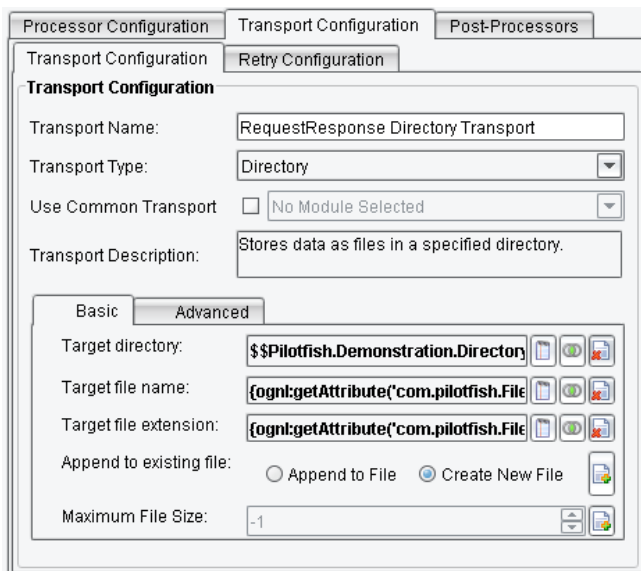 Processor Configuration Transport Configuration Post-Processors
Transport Configuration Retry Configuration
Transport Configuration
Transport Name: RequestResponse Directory Transport
Transport Type: Directory
Use Common Transport No Module Selected
Transport Description: Stores data as files in a specified directory.
Basic Advanced
Target directory: $$Pilotfish.Demonstration.Directory
Target file name: {ognl:getAttribute('com.pilotfish.File
Target file extension: {ognl:getAttribute('com.pilotfish.File
Append to existing file: Append to File Create New File
Maximum File Size: -1